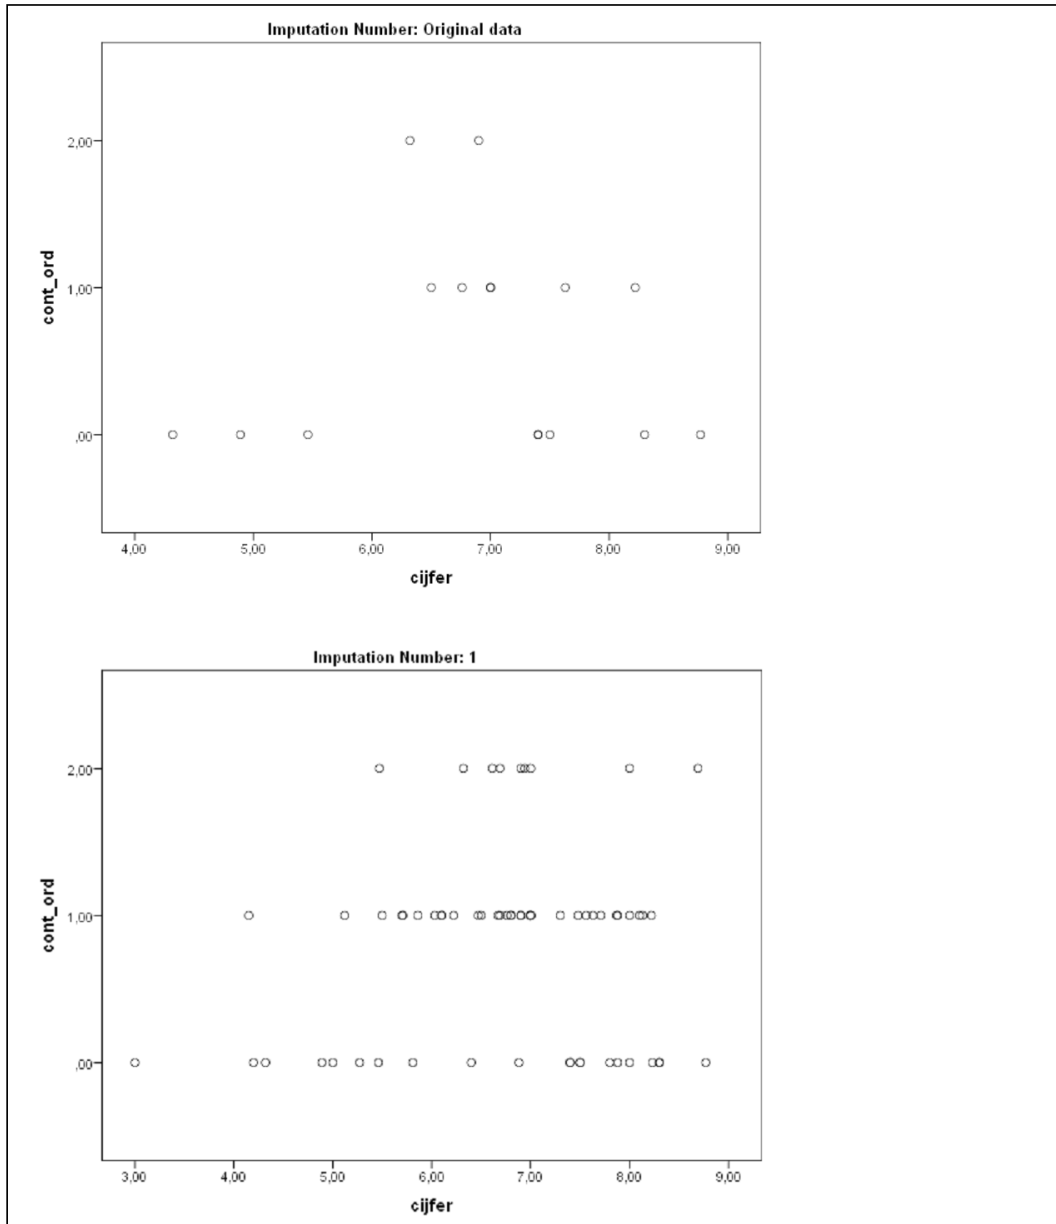 Imputation Number: Original data
2,00
1,00
,00
cont_ord
4,00 5,00 6,00 7,00 8,00 9,00
cijfer
Imputation Number: 1
2,00
1,00
,00
cont_ord
3,00 4,00 5,00 6,00 7,00 8,00 9,00
cijfer